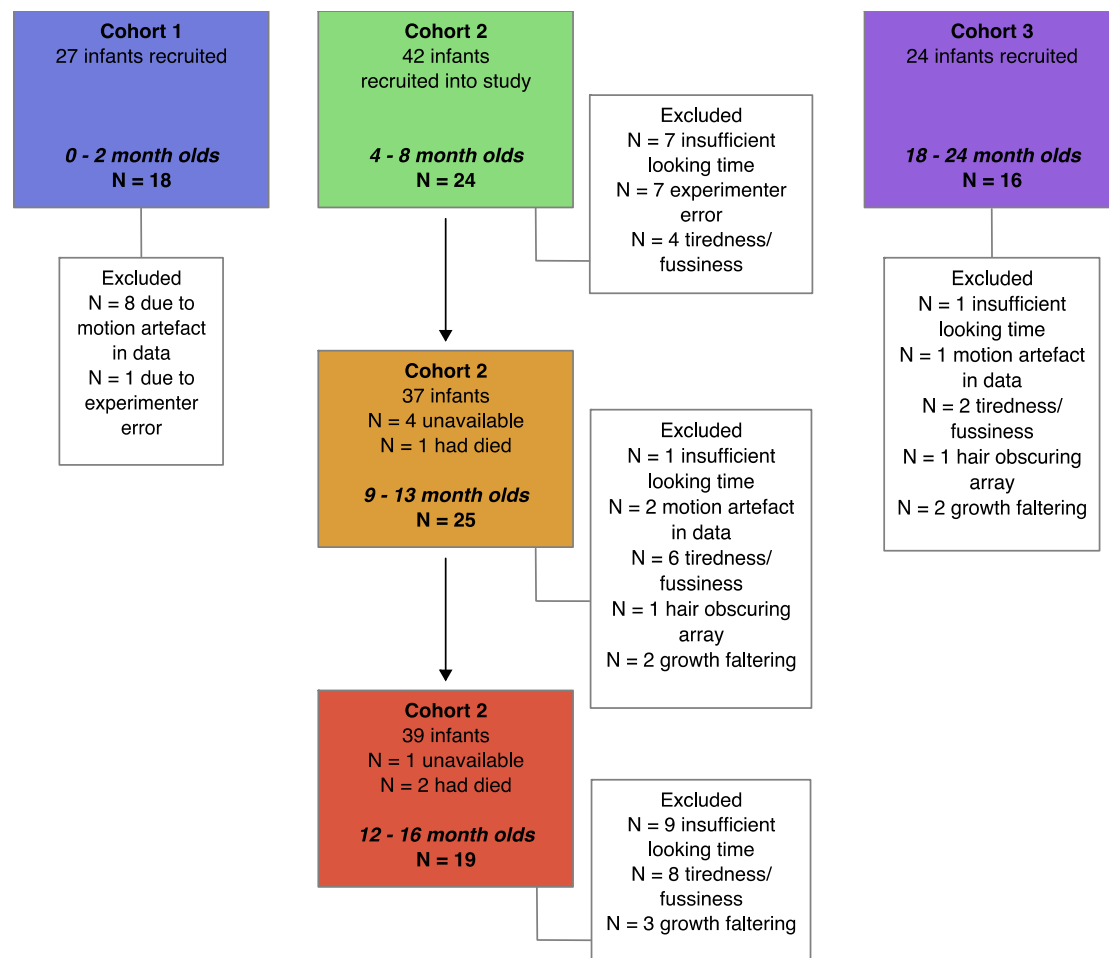 Cohort 1
27 infants recruited
0 - 2 month olds
N = 18
Excluded
N = 8 due to
motion artefact
in data
N = 1 due to
experimenter
error
Cohort 2
42 infants
recruited into study
4 - 8 month olds
N = 24
Excluded
N = 7 insufficient
looking time
N = 7 experimenter
error
N = 4 tiredness/
fussiness
Cohort 2
37 infants
N = 4 unavailable
N = 1 had died
9 - 13 month olds
N = 25
Excluded
N = 1 insufficient
looking time
N = 2 motion artefact
in data
N = 6 tiredness/
fussiness
N = 1 hair obscuring
array
N = 2 growth faltering
Cohort 2
39 infants
N = 1 unavailable
N = 2 had died
12 - 16 month olds
N = 19
Excluded
N = 9 insufficient
looking time
N = 8 tiredness/
fussiness
N = 3 growth faltering
Cohort 3
24 infants recruited
18 - 24 month olds
N = 16
Excluded
N = 1 insufficient
looking time
N = 1 motion artefact
in data
N = 2 tiredness/
fussiness
N = 1 hair obscuring
array
N = 2 growth faltering